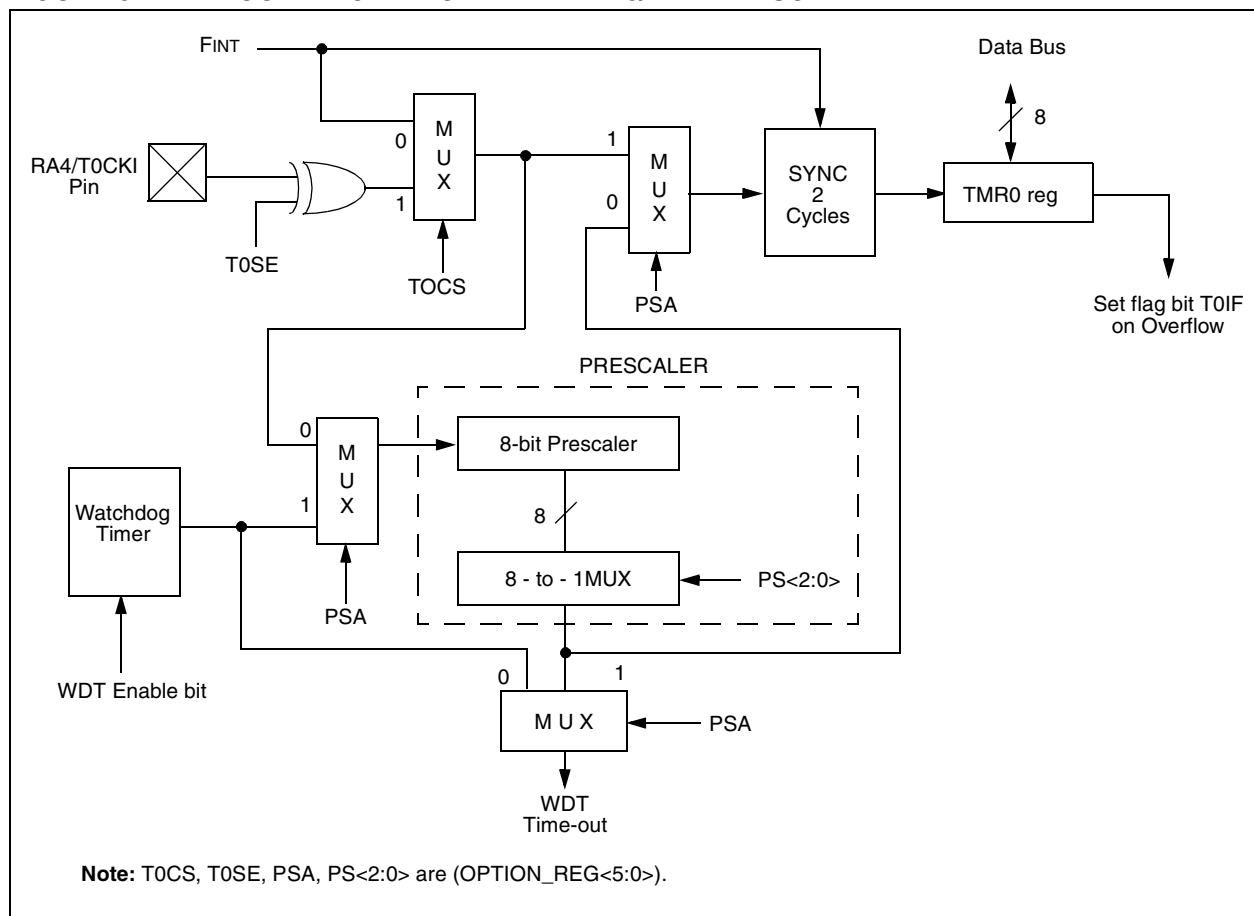 FINT
Data Bus
8
M
U
X
0
1
RA4/T0CKI
Pin
T0SE
TOCS
1
0
M
U
X
PSA
SYNC
2
Cycles
TMR0 reg
Set flag bit T0IF
on Overflow
PRESCALER
0
1
M
U
X
8-bit Prescaler
Watchdog
Timer
8
8 - to - 1MUX
PS<2:0>
PSA
WDT Enable bit
0
1
M U X
PSA
WDT
Time-out
Note: T0CS, T0SE, PSA, PS<2:0> are (OPTION_REG<5:0>).